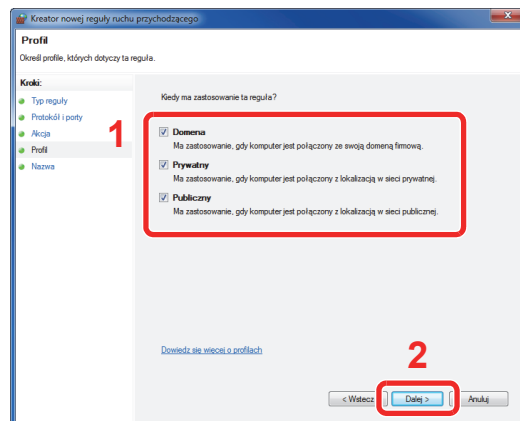 Kreator nowej reguły ruchu przychodzącego
Profil
Określ profile, których dotyczy ta reguła.
Kroki:
Typ reguły
Protokół i porty
Akcja
Profil
Nazwa
1
Kiedy ma zastosowanie ta reguła?
Domena
Ma zastosowanie, gdy komputer jest połączony ze swoją domeną firmową.
Prywatny
Ma zastosowanie, gdy komputer jest połączony z lokalizacją w sieci prywatnej.
Publiczny
Ma zastosowanie, gdy komputer jest połączony z lokalizacją w sieci publicznej.
Dowiedz się więcej o profilach
2
< Wstecz Dalej > Anuluj